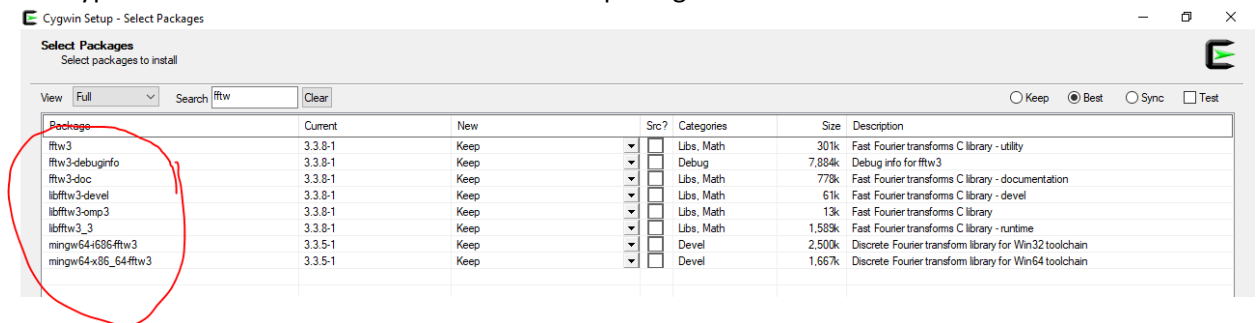 Cygwin Setup - Select Packages
Select Packages
Select packages to install
View Full Search fftw Clear Keep Best Sync Test
Package Current New Src? Categories Size Description
fftw3 3.3.8-1 Keep Libs, Math 301k Fast Fourier transforms C library - utility
fftw3-debuginfo 3.3.8-1 Keep Debug 7,884k Debug info for fftw3
fftw3-doc 3.3.8-1 Keep Libs, Math 778k Fast Fourier transforms C library - documentation
libfftw3-devel 3.3.8-1 Keep Libs, Math 61k Fast Fourier transforms C library - devel
libfftw3-omp3 3.3.8-1 Keep Libs, Math 13k Fast Fourier transforms C library
libfftw3_3 3.3.8-1 Keep Libs, Math 1,589k Fast Fourier transforms C library - runtime
mingw64-i686-fftw3 3.3.5-1 Keep Devel 2,500k Discrete Fourier transform library for Win32 toolchain
mingw64-x86_64-fftw3 3.3.5-1 Keep Devel 1,667k Discrete Fourier transform library for Win64 toolchain